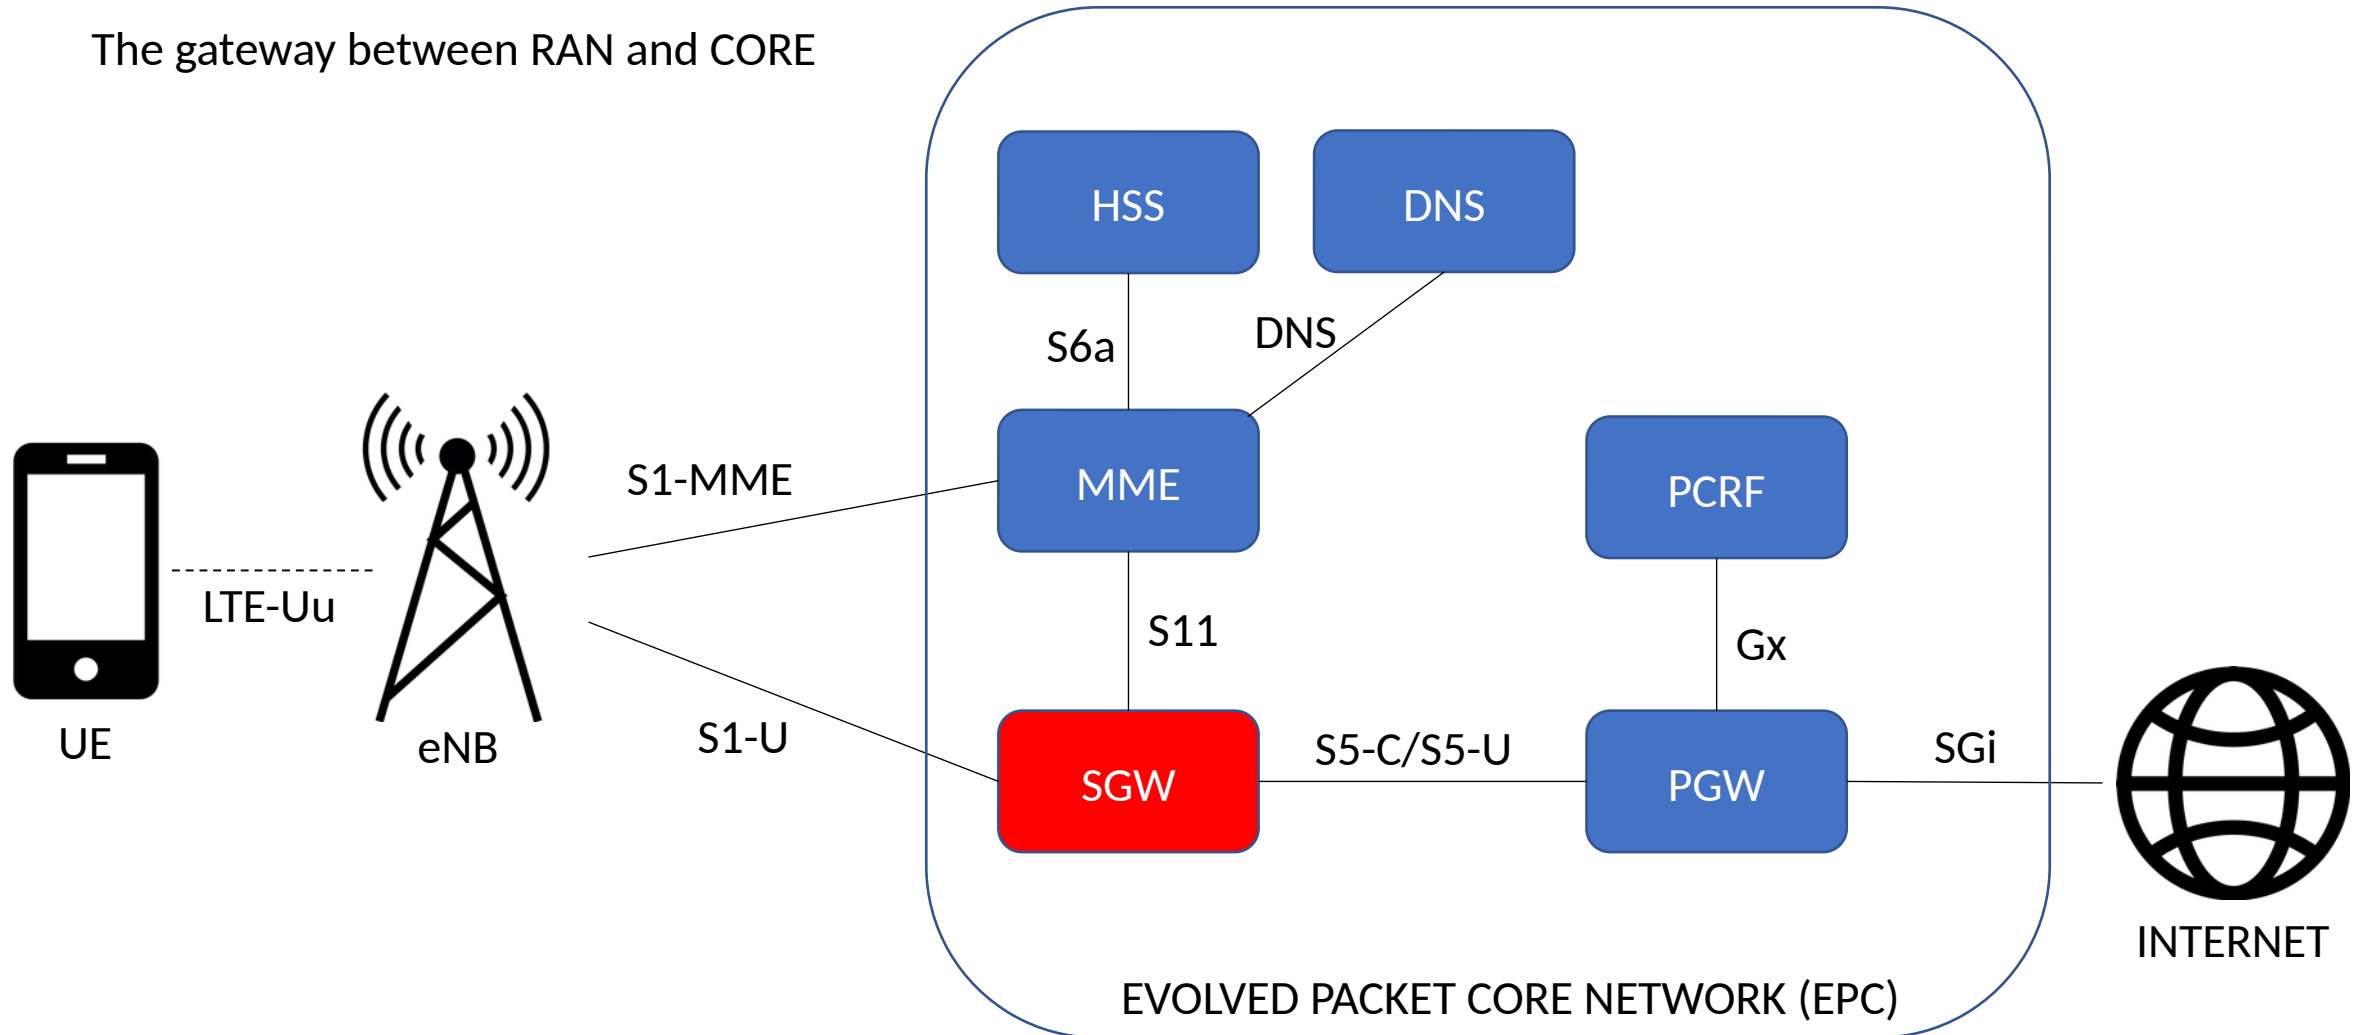 The gateway between RAN and CORE
HSS
DNS
S6a
DNS
S1-MME
MME
PCRF
LTE-Uu
S11
Gx
UE
eNB
S1-U
SGW
S5-C/S5-U
PGW
SGi
INTERNET
EVOLVED PACKET CORE NETWORK (EPC)